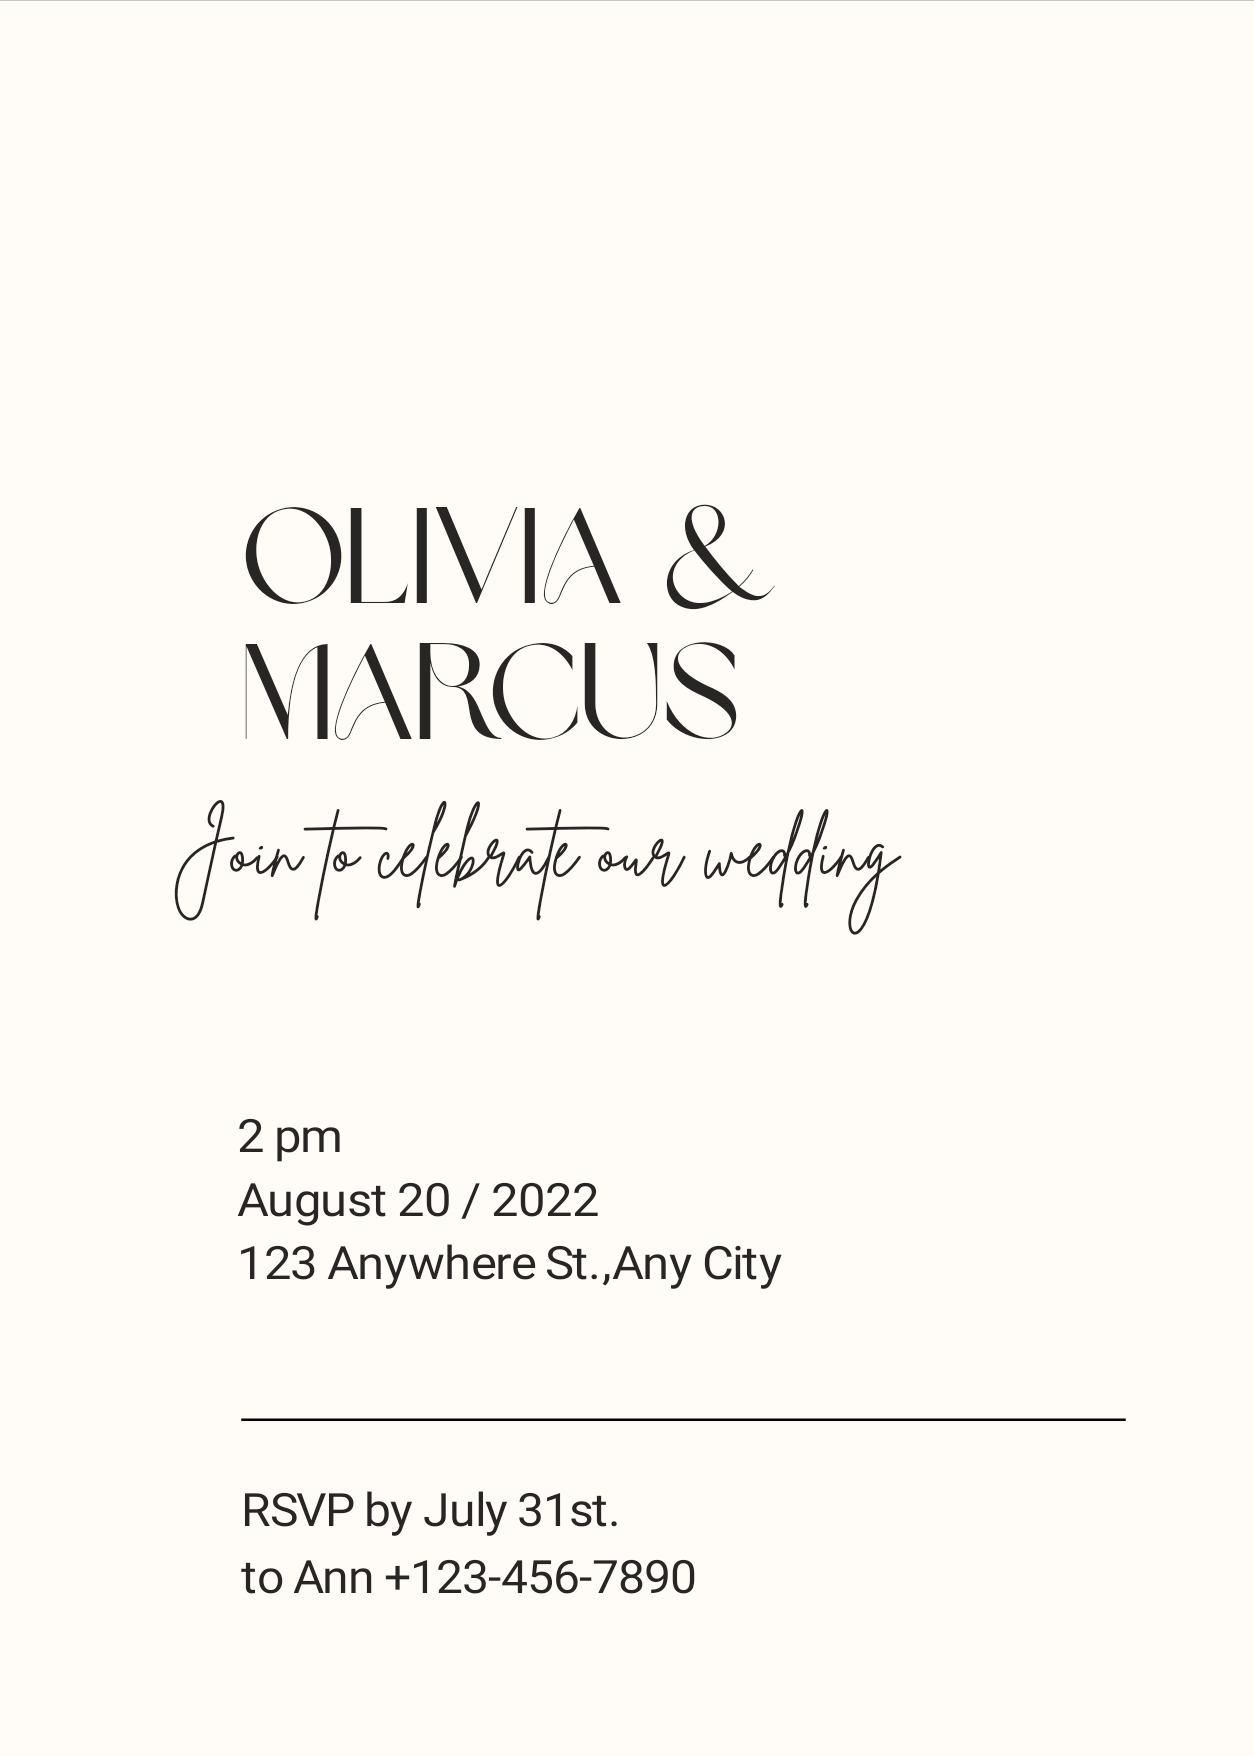 OLIVIA &
MARCUS
Join to celebrate our wedding
2 pm
August 20 / 2022
123 Anywhere St.,Any City
RSVP by July 31st.
to Ann +123-456-7890